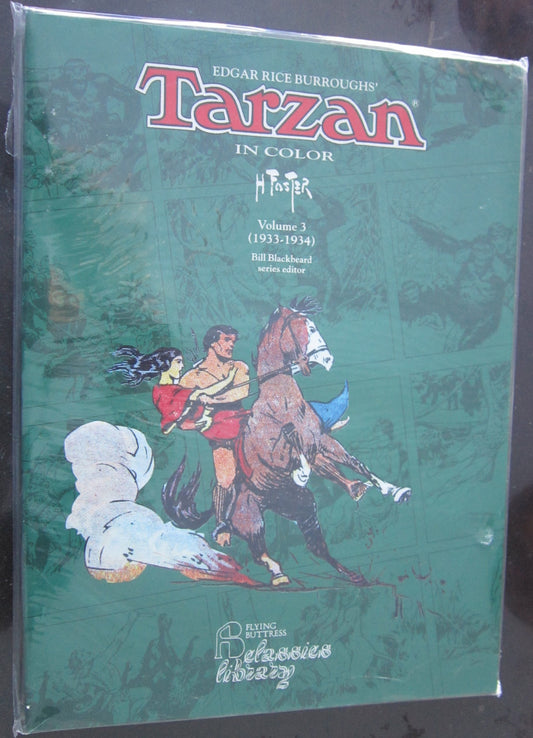 EDGAR RICE BURROUGHS'
Tarzan®
IN COLOR
H FOSTER
Volume 3
(1933-1934)
Bill Blackbeard
series editor
FLYING
BUTTRESS
classics
library